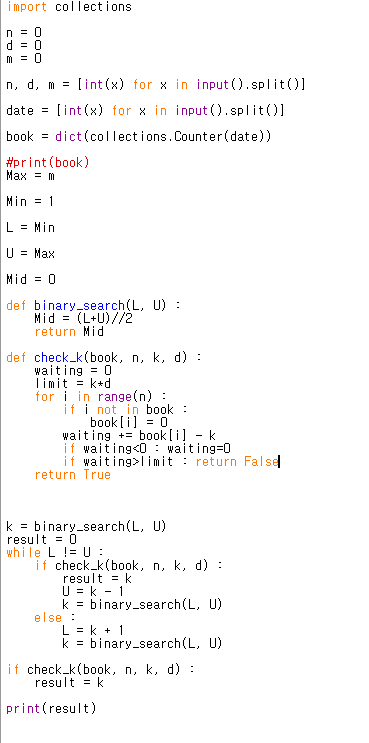 import collections
n = 0
d = 0
m = 0
n, d, m = [int(x) for x in input().split()]
date = [int(x) for x in input().split()]
book = dict(collections.Counter(date))
#print(book)
Max = m
Min = 1
L = Min
U = Max
Mid = 0
def binary_search(L, U) :
    Mid = (L+U)//2
    return Mid
def check_k(book, n, k, d) :
    waiting = 0
    limit = k*d
    for i in range(n) :
        if i not in book :
            book[i] = 0
        waiting += book[i] - k
        if waiting<0 : waiting=0
        if waiting>limit : return False
    return True
k = binary_search(L, U)
result = 0
while L != U :
    if check_k(book, n, k, d) :
        result = k
        U = k - 1
        k = binary_search(L, U)
    else :
        L = k + 1
        k = binary_search(L, U)
if check_k(book, n, k, d) :
    result = k
print(result)